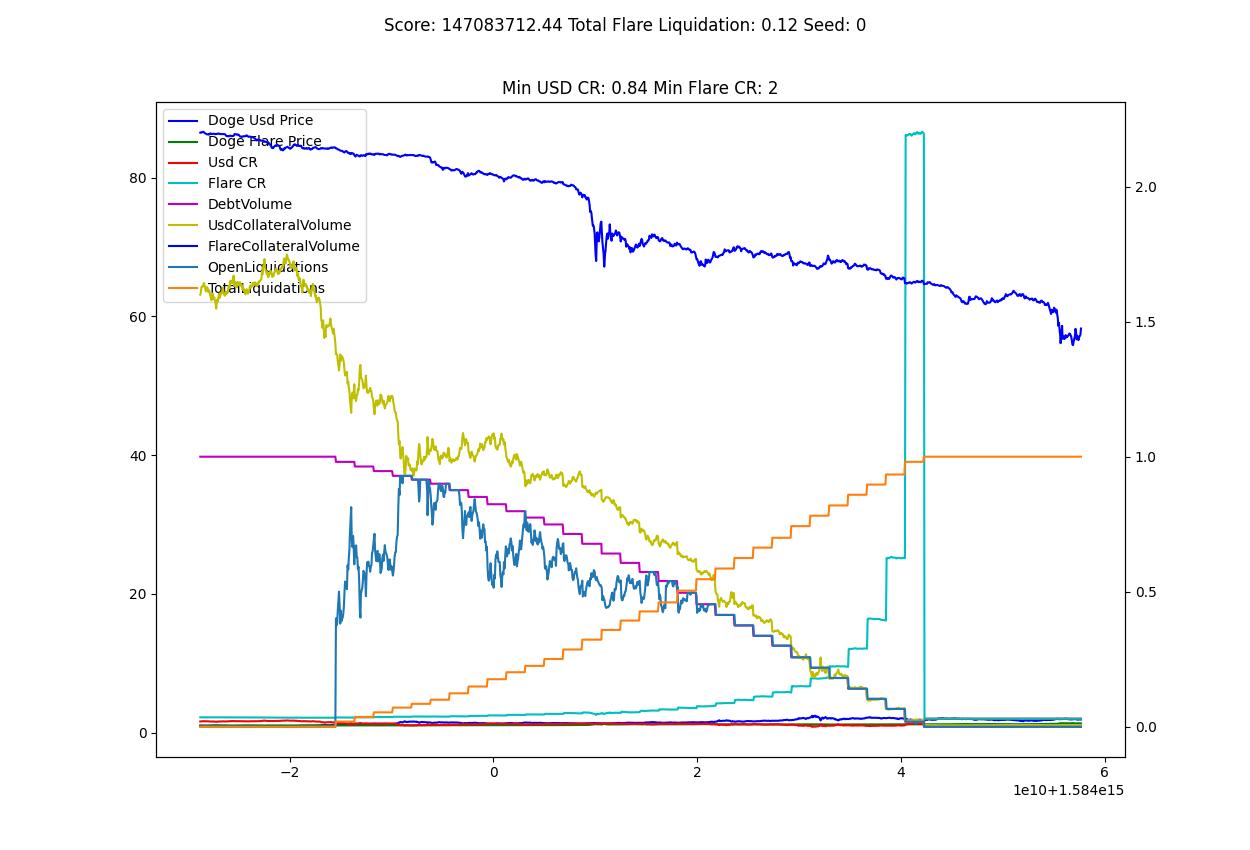 Score: 147083712.44 Total Flare Liquidation: 0.12 Seed: 0
Min USD CR: 0.84 Min Flare CR: 2
Doge Usd Price
Doge Flare Price
Usd CR
Flare CR
DebtVolume
UsdCollateralVolume
FlareCollateralVolume
OpenLiquidations
TotalLiquidations
80
60
40
20
0
2.0
1.5
1.0
0.5
0.0
−2
0
2
4
6
1e10+1.584e15